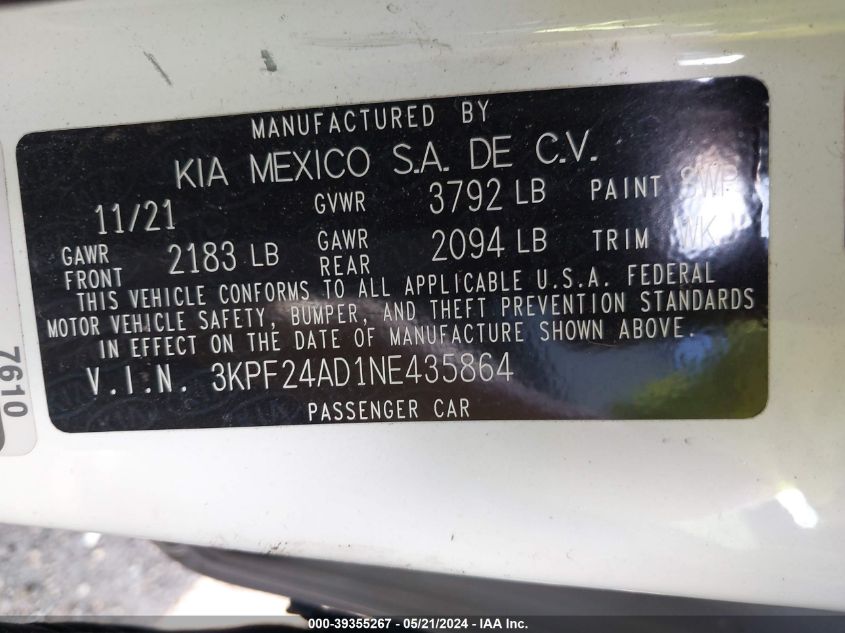 MANUFACTURED BY
KIA MEXICO S.A. DE C.V.
11/21 GVWR 3792 LB PAINT SWP
GAWR FRONT 2183 LB GAWR REAR 2094 LB TRIM WK
THIS VEHICLE CONFORMS TO ALL APPLICABLE U.S.A. FEDERAL
MOTOR VEHICLE SAFETY, BUMPER, AND THEFT PREVENTION STANDARDS
IN EFFECT ON THE DATE OF MANUFACTURE SHOWN ABOVE.
V.I.N. 3KPF24AD1NE435864
PASSENGER CAR
7610
000-39355267 - 05/21/2024 - IAA Inc.